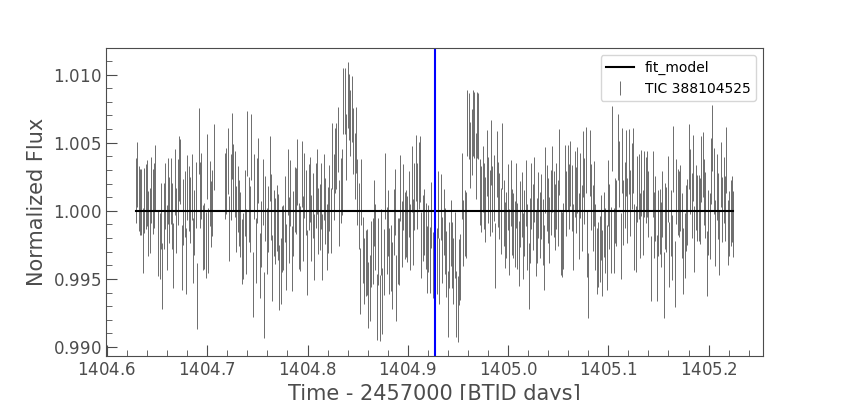 fit_model
TIC 388104525
Normalized Flux
1.010
1.005
1.000
0.995
0.990
1404.6 1404.7 1404.8 1404.9 1405.0 1405.1 1405.2
Time - 2457000 [BTJD days]